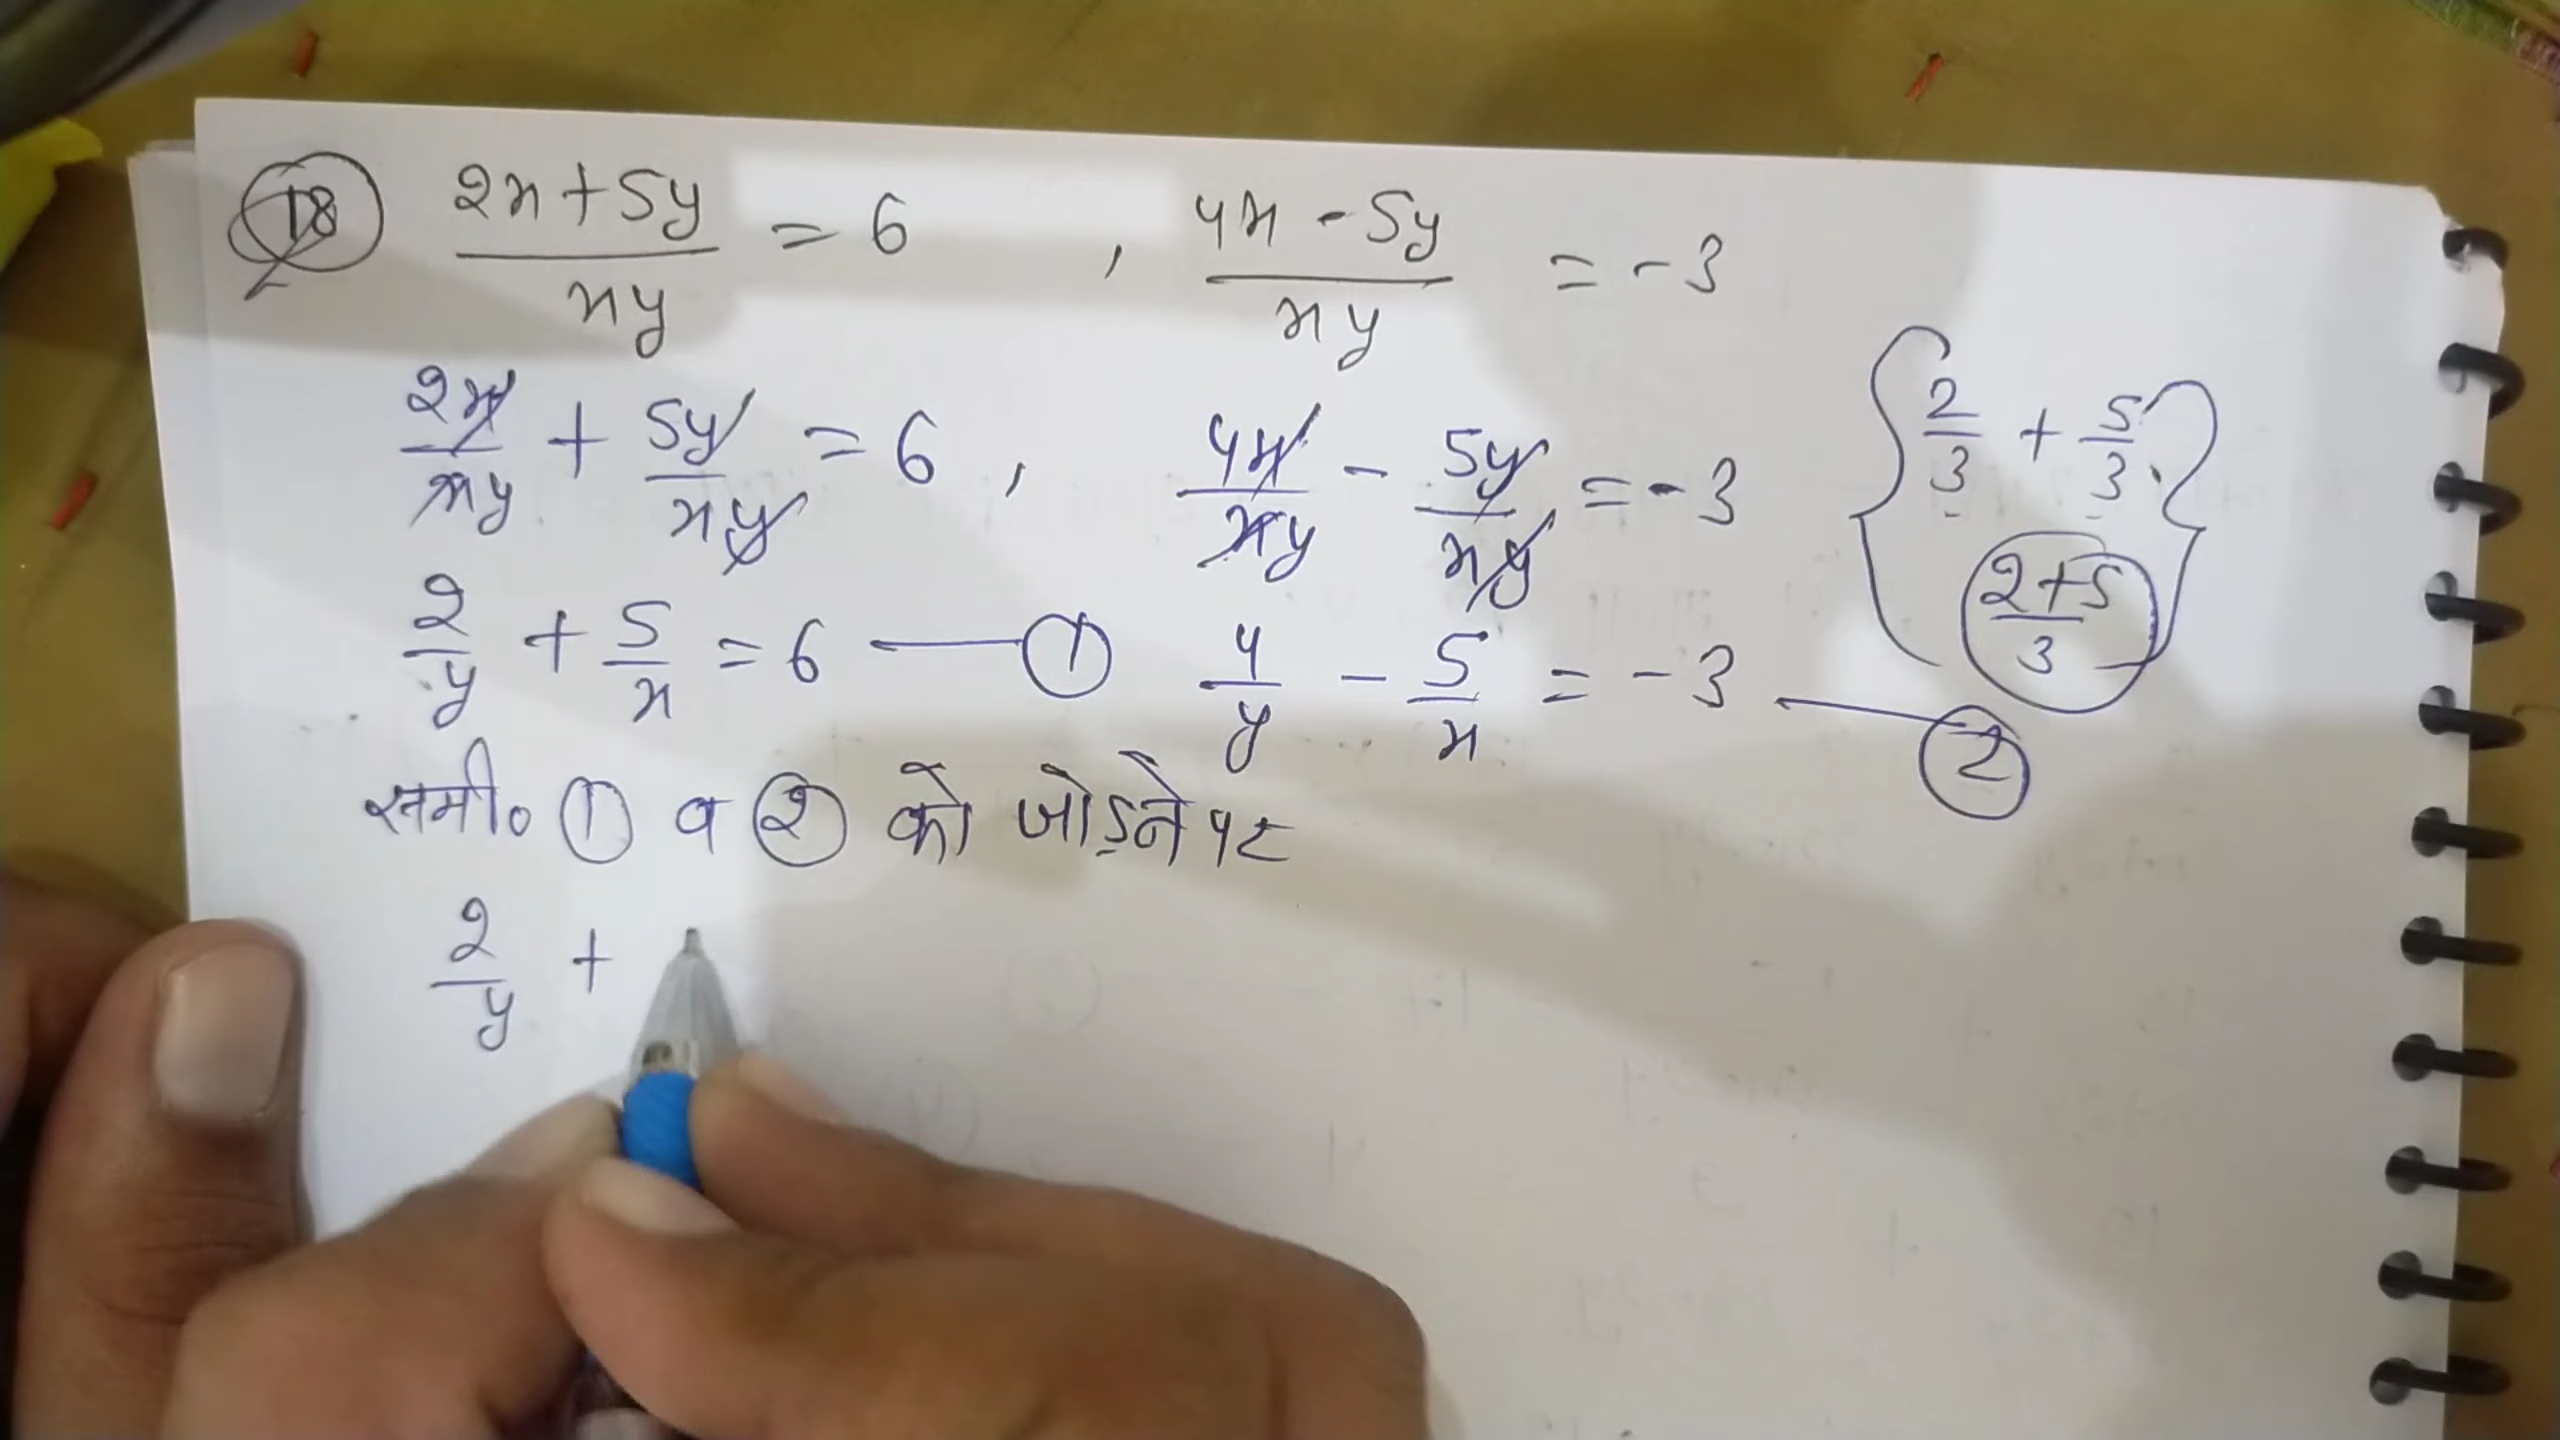 18 (2x+5y)/(xy) = 6 , (4x-5y)/(xy) = -3
2x/xy + 5y/xy = 6 , 4x/xy - 5y/xy = -3
{ 2/3 + 5/3 }
(2+5)/3
2/y + 5/x = 6 — ① 4/y - 5/x = -3 — ②
समी० ① व ② को जोड़ने पर
2/y +